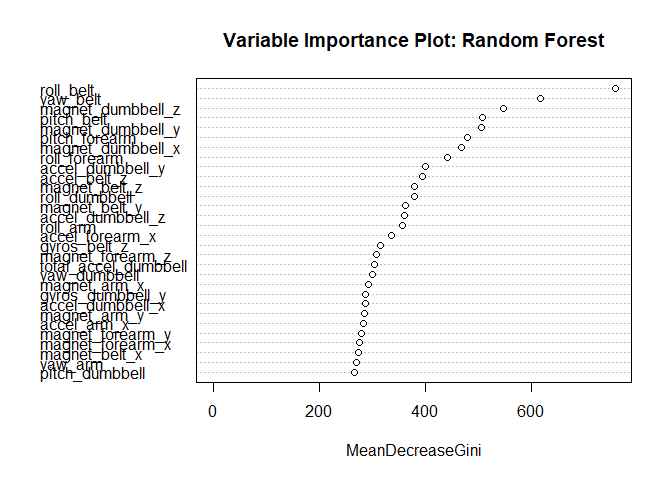 Variable Importance Plot: Random Forest
roll_belt
yaw_belt
magnet_dumbbell_z
pitch_belt
magnet_dumbbell_y
pitch_forearm
magnet_dumbbell_x
roll_forearm
accel_dumbbell_y
accel_belt_z
magnet_belt_z
roll_dumbbell
magnet_belt_y
accel_dumbbell_z
roll_arm
accel_forearm_x
gyros_belt_z
magnet_forearm_z
total_accel_dumbbell
yaw_dumbbell
magnet_arm_x
gyros_dumbbell_y
accel_dumbbell_x
magnet_arm_y
accel_arm_x
magnet_forearm_y
magnet_forearm_x
magnet_belt_x
yaw_arm
pitch_dumbbell
0 200 400 600
MeanDecreaseGini